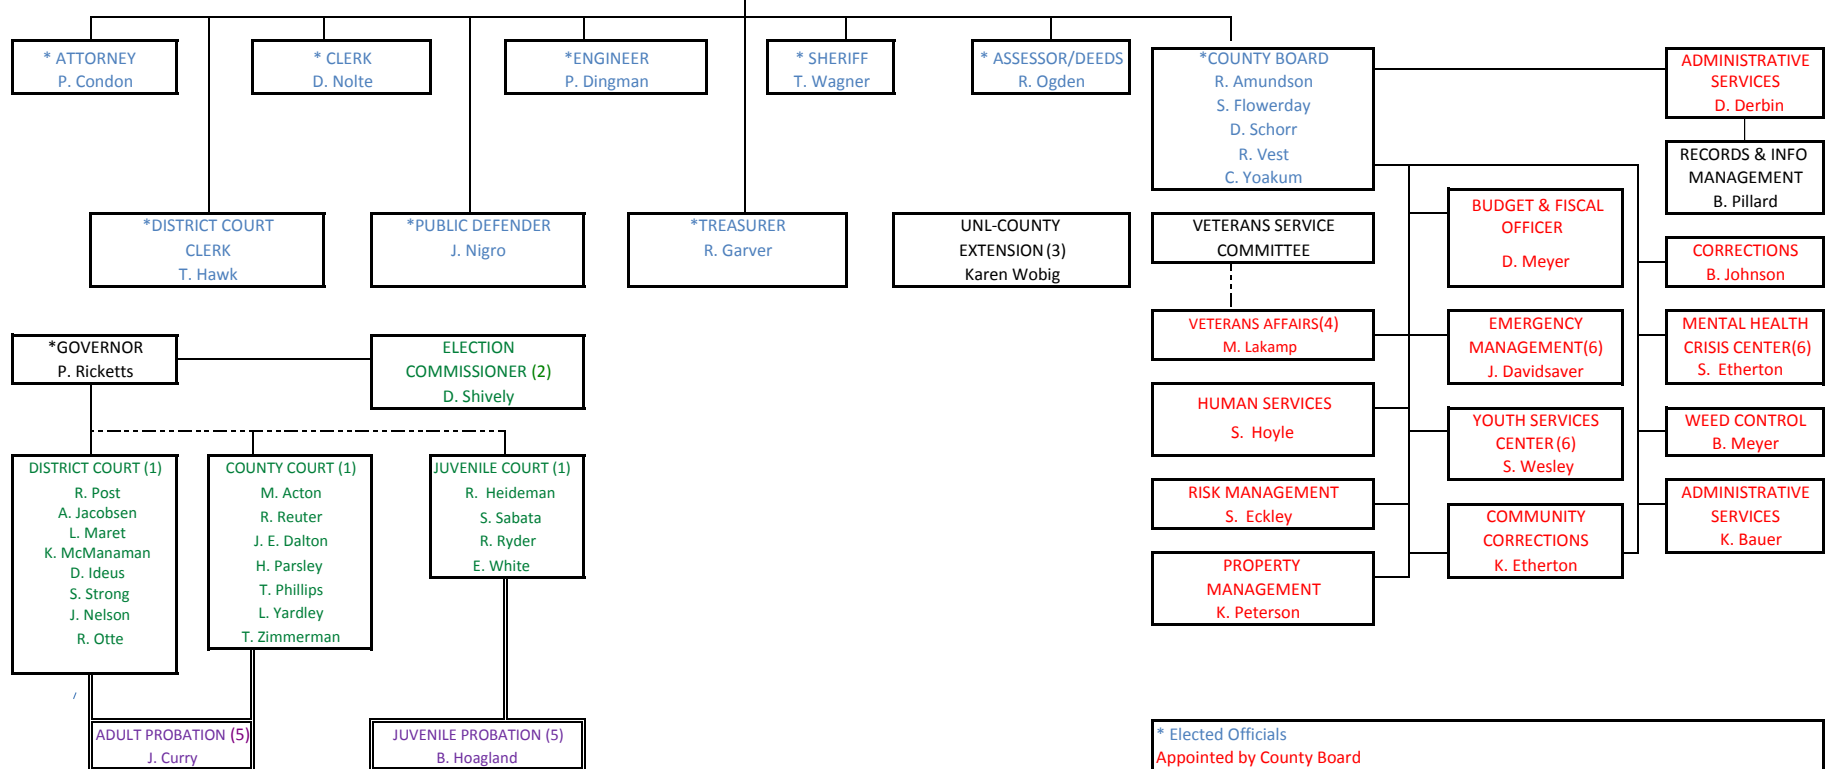 * ATTORNEY
P. Condon
* CLERK
D. Nolte
*ENGINEER
P. Dingman
* SHERIFF
T. Wagner
* ASSESSOR/DEEDS
R. Ogden
*COUNTY BOARD
R. Amundson
S. Flowerday
D. Schorr
R. Vest
C. Yoakum
ADMINISTRATIVE
SERVICES
D. Derbin
RECORDS & INFO
MANAGEMENT
B. Pillard
*DISTRICT COURT
CLERK
T. Hawk
*PUBLIC DEFENDER
J. Nigro
*TREASURER
R. Garver
UNL-COUNTY
EXTENSION (3)
Karen Wobig
VETERANS SERVICE
COMMITTEE
BUDGET & FISCAL
OFFICER
D. Meyer
CORRECTIONS
B. Johnson
*GOVERNOR
P. Ricketts
ELECTION
COMMISSIONER (2)
D. Shively
VETERANS AFFAIRS(4)
M. Lakamp
EMERGENCY
MANAGEMENT(6)
J. Davidsaver
MENTAL HEALTH
CRISIS CENTER(6)
S. Etherton
HUMAN SERVICES
S. Hoyle
YOUTH SERVICES
CENTER (6)
S. Wesley
WEED CONTROL
B. Meyer
DISTRICT COURT (1)
R. Post
A. Jacobsen
L. Maret
K. McManaman
D. Ideus
S. Strong
J. Nelson
R. Otte
COUNTY COURT (1)
M. Acton
R. Reuter
J. E. Dalton
H. Parsley
T. Phillips
L. Yardley
T. Zimmerman
JUVENILE COURT (1)
R. Heideman
S. Sabata
R. Ryder
E. White
RISK MANAGEMENT
S. Eckley
COMMUNITY
CORRECTIONS
K. Etherton
ADMINISTRATIVE
SERVICES
K. Bauer
PROPERTY
MANAGEMENT
K. Peterson
/
ADULT PROBATION (5)
J. Curry
JUVENILE PROBATION (5)
B. Hoagland
* Elected Officials
Appointed by County Board